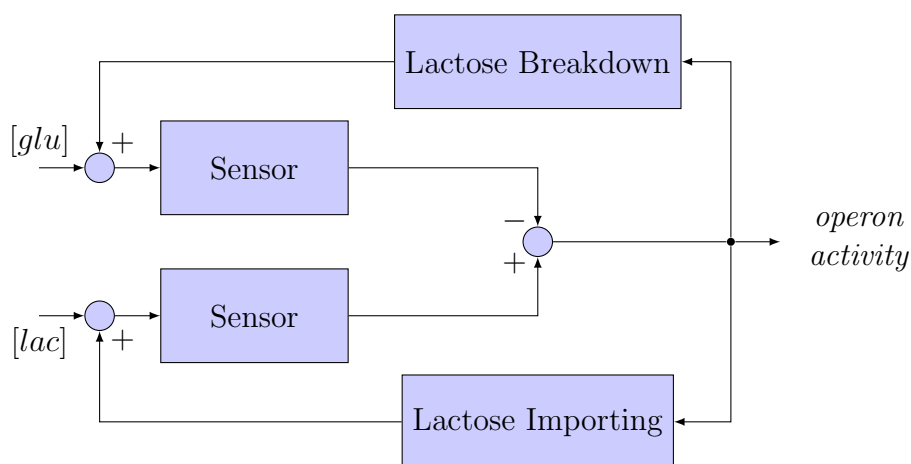 Lactose Breakdown
[glu]
+
Sensor
−
operon
activity
+
Sensor
[lac]
+
Lactose Importing